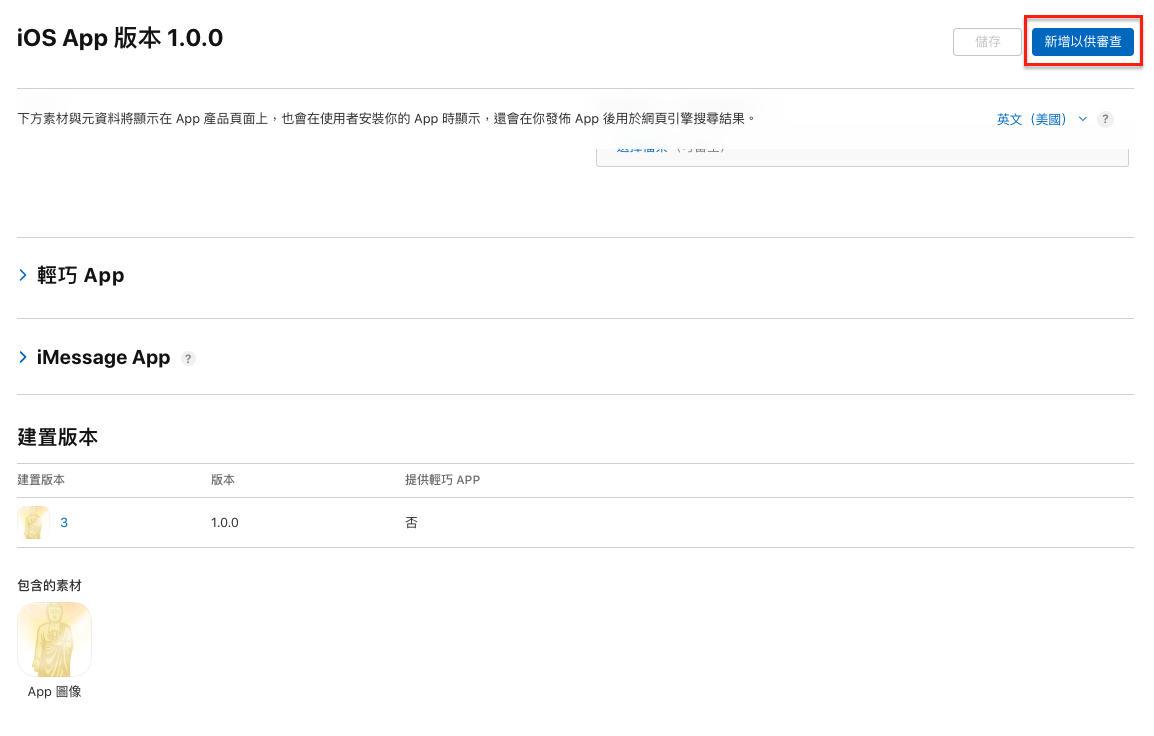 iOS App 版本 1.0.0
儲存
新增以供審查
下方素材與元資料將顯示在 App 產品頁面上，也會在使用者安裝你的 App 時顯示，還會在你發佈 App 後用於網頁引擎搜尋結果。
英文（美國）
?
輕巧 App
iMessage App ?
建置版本
建置版本 版本 提供輕巧 APP
3 1.0.0 否
包含的素材
App 圖像